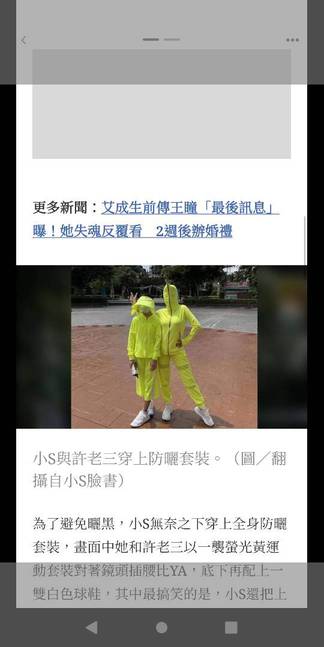 更多新聞：艾成生前傳王瞳「最後訊息」
曝！她失魂反覆看　2週後辦婚禮
小S與許老三穿上防曬套裝。（圖／翻
攝自小S臉書）
為了避免曬黑，小S無奈之下穿上全身防曬
套裝，畫面中她和許老三以一襲螢光黃運
動套裝對著鏡頭插腰比YA，底下再配上一
雙白色球鞋，其中最搞笑的是，小S還把上